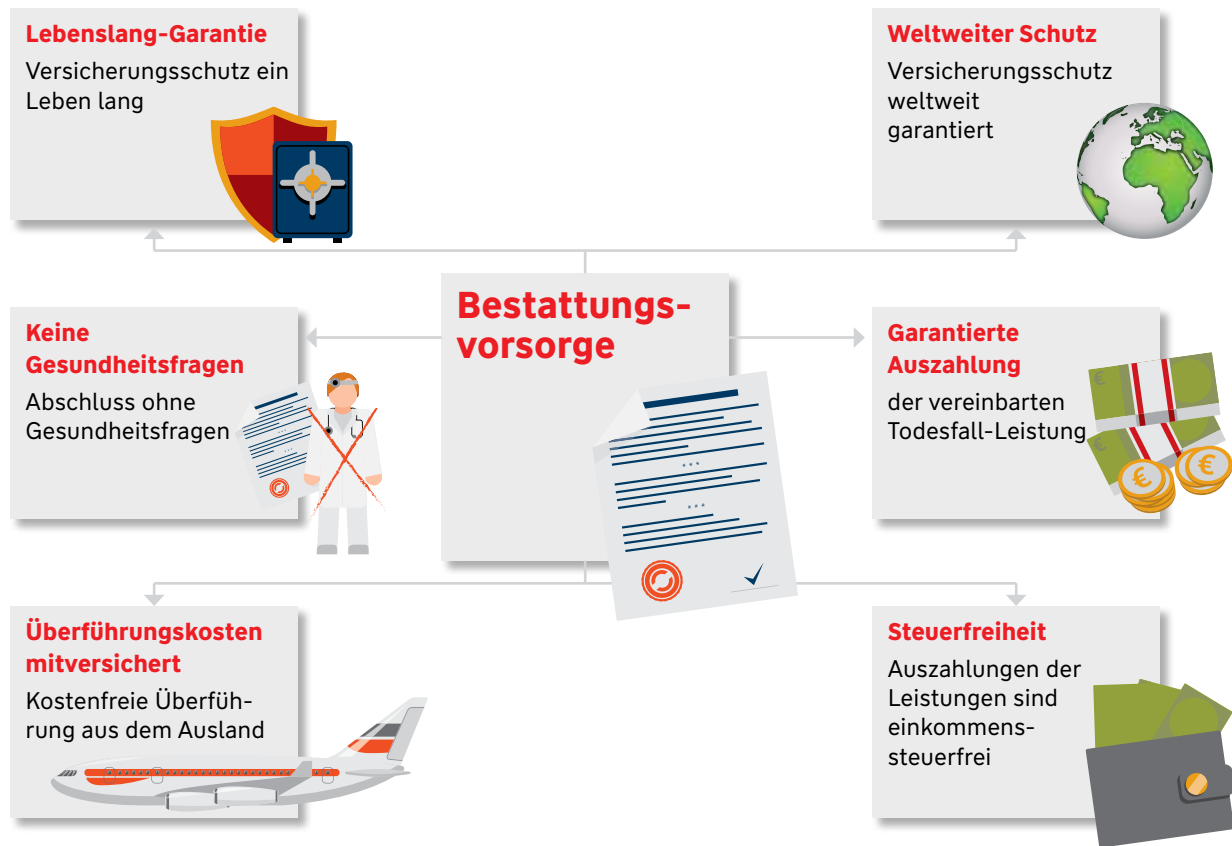 Lebenslang-Garantie
Versicherungsschutz ein
Leben lang
Weltweiter Schutz
Versicherungsschutz
weltweit
garantiert
Bestattungs-
vorsorge
Keine
Gesundheitsfragen
Abschluss ohne
Gesundheitsfragen
Garantierte
Auszahlung
der vereinbarten
Todesfall-Leistung
€
€
€
€
Überführungskosten
mitversichert
Kostenfreie Überfüh-
rung aus dem Ausland
Steuerfreiheit
Auszahlungen der
Leistungen sind
einkommens-
steuerfrei